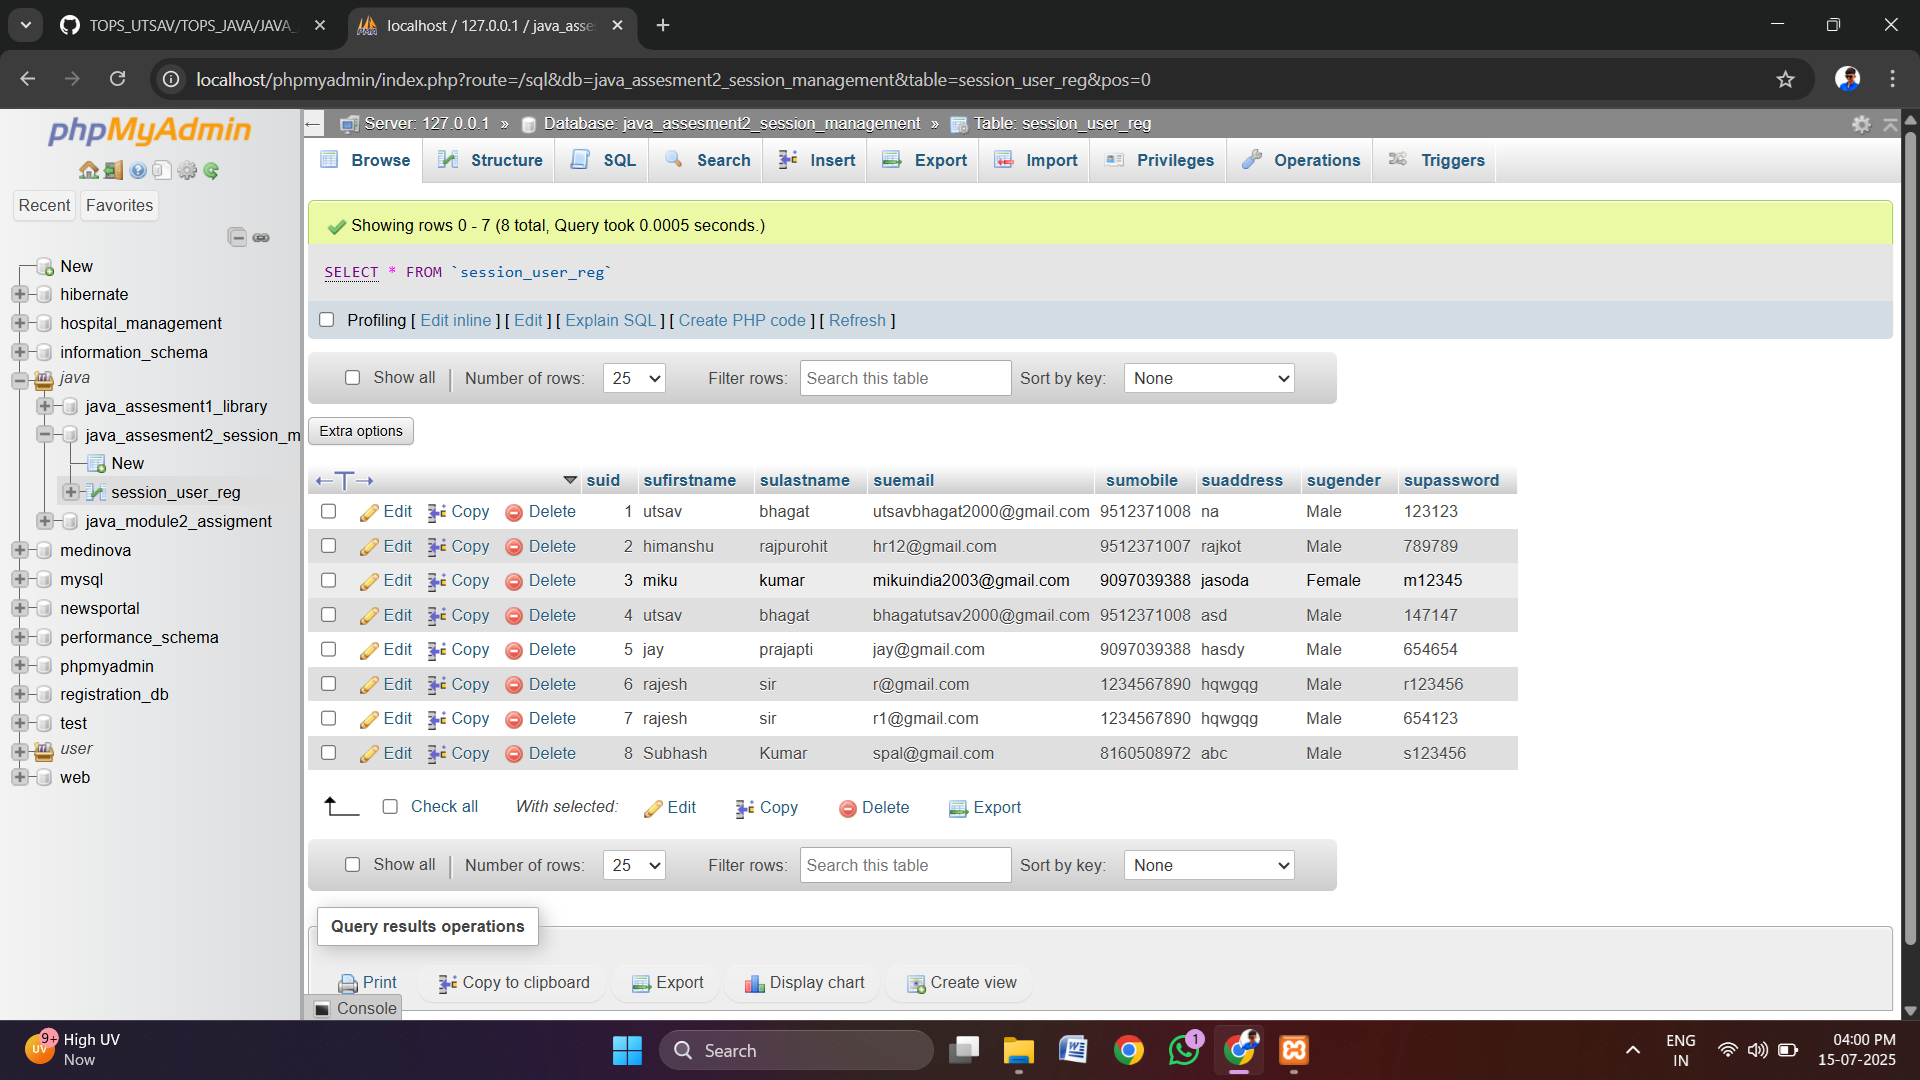 TOPS_UTSAV/TOPS_JAVA/JAVA_
localhost / 127.0.0.1 / java_asse
localhost/phpmyadmin/index.php?route=/sql&db=java_assesment2_session_management&table=session_user_reg&pos=0
phpMyAdmin
Recent Favorites
New
hibernate
hospital_management
information_schema
java
java_assesment1_library
java_assesment2_session_m
New
session_user_reg
java_module2_assigment
medinova
mysql
newsportal
performance_schema
phpmyadmin
registration_db
test
user
web
Server: 127.0.0.1 » Database: java_assesment2_session_management » Table: session_user_reg
Browse Structure SQL Search Insert Export Import Privileges Operations Triggers
Showing rows 0 - 7 (8 total, Query took 0.0005 seconds.)
SELECT * FROM `session_user_reg`
Profiling [ Edit inline ] [ Edit ] [ Explain SQL ] [ Create PHP code ] [ Refresh ]
Show all | Number of rows: 25 Filter rows: Search this table Sort by key: None
Extra options
←T→ suid sufirstname sulastname suemail sumobile suaddress sugender supassword
Edit Copy Delete 1 utsav bhagat utsavbhagat2000@gmail.com 9512371008 na Male 123123
Edit Copy Delete 2 himanshu rajpurohit hr12@gmail.com 9512371007 rajkot Male 789789
Edit Copy Delete 3 miku kumar mikuindia2003@gmail.com 9097039388 jasoda Female m12345
Edit Copy Delete 4 utsav bhagat bhagatutsav2000@gmail.com 9512371008 asd Male 147147
Edit Copy Delete 5 jay prajapti jay@gmail.com 9097039388 hasdy Male 654654
Edit Copy Delete 6 rajesh sir r@gmail.com 1234567890 hqwgqg Male r123456
Edit Copy Delete 7 rajesh sir r1@gmail.com 1234567890 hqwgqg Male 654123
Edit Copy Delete 8 Subhash Kumar spal@gmail.com 8160508972 abc Male s123456
Check all With selected: Edit Copy Delete Export
Show all | Number of rows: 25 Filter rows: Search this table Sort by key: None
Query results operations
Print Copy to clipboard Export Display chart Create view
Console
9+ UV High UV
Now
Search
1
ENG
IN
04:00 PM
15-07-2025